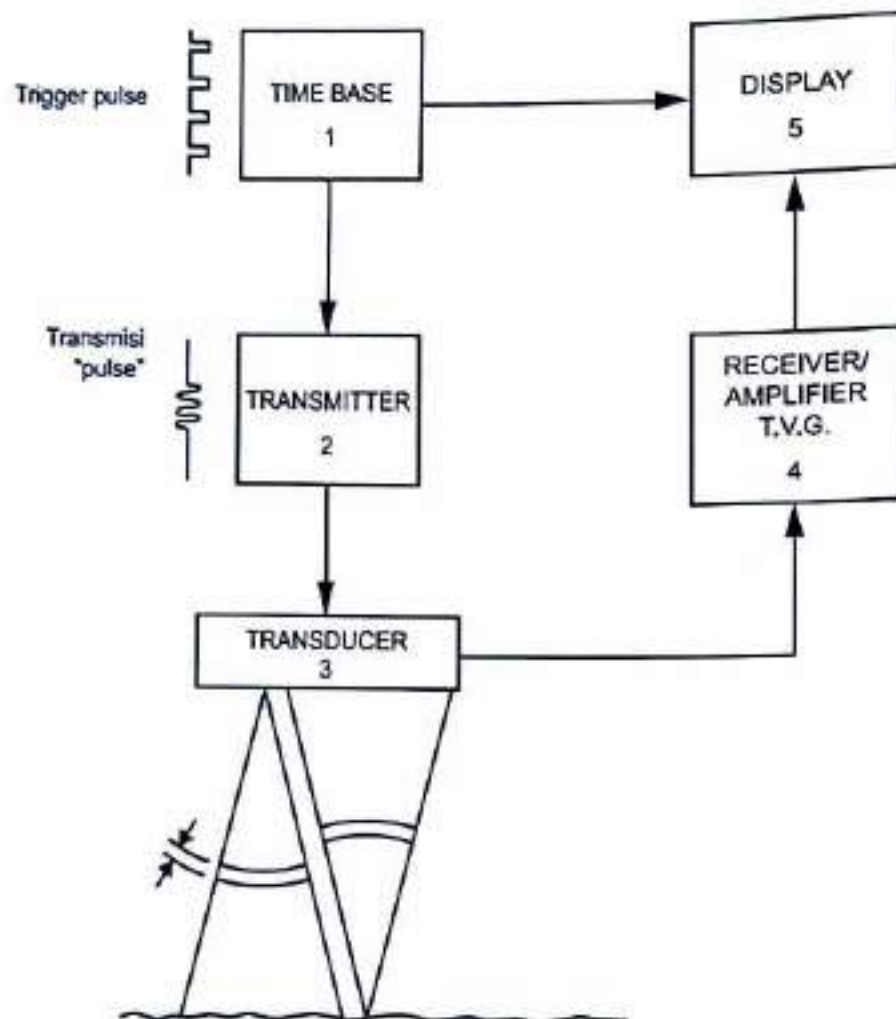 Trigger pulse
TIME BASE
1
DISPLAY
5
Transmisi
"pulse"
TRANSMITTER
2
RECEIVER/
AMPLIFIER
T.V.G.
4
TRANSDUCER
3